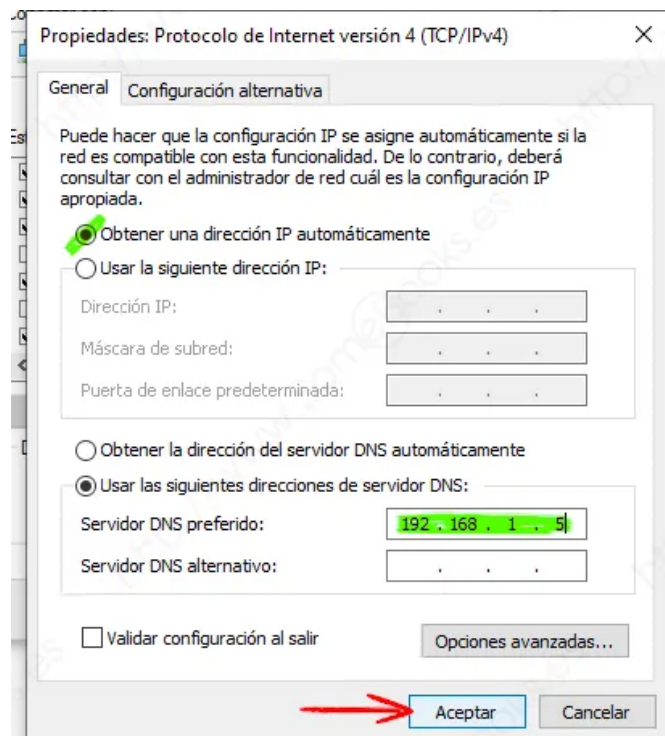 Propiedades: Protocolo de Internet versión 4 (TCP/IPv4)
General
Configuración alternativa
Puede hacer que la configuración IP se asigne automáticamente si la
red es compatible con esta funcionalidad. De lo contrario, deberá
consultar con el administrador de red cuál es la configuración IP
apropiada.
Obtener una dirección IP automáticamente
Usar la siguiente dirección IP:
Dirección IP:
Máscara de subred:
Puerta de enlace predeterminada:
Obtener la dirección del servidor DNS automáticamente
Usar las siguientes direcciones de servidor DNS:
Servidor DNS preferido: 192 . 168 . 1 . 5
Servidor DNS alternativo:
Validar configuración al salir
Opciones avanzadas...
Aceptar
Cancelar